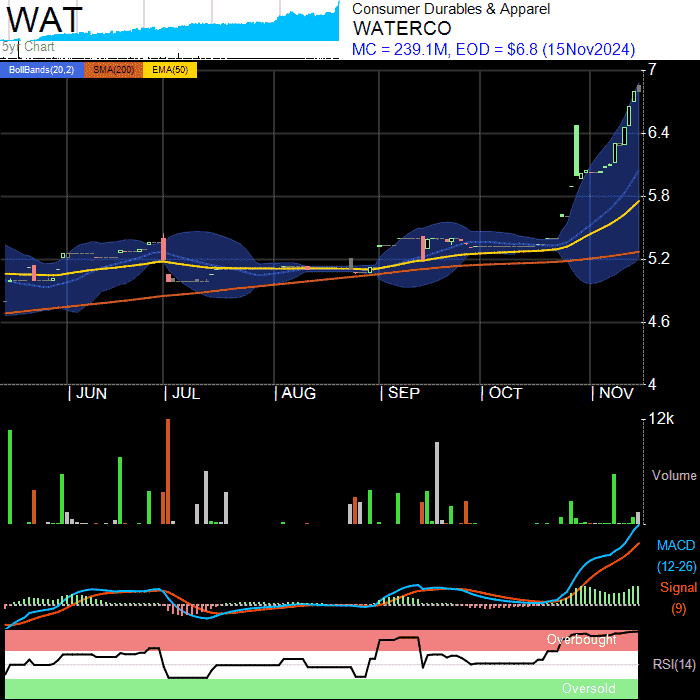 WAT
5yr Chart
Consumer Durables & Apparel
WATERCO
MC = 239.1M, EOD = $6.8 (15Nov2024)
BollBands(20,2) SMA(200) EMA(50)
7
6.4
5.8
5.2
4.6
4
| JUN | JUL | AUG | SEP | OCT | NOV
12k
Volume
MACD
(12-26)
Signal
(9)
Overbought
RSI(14)
Oversold